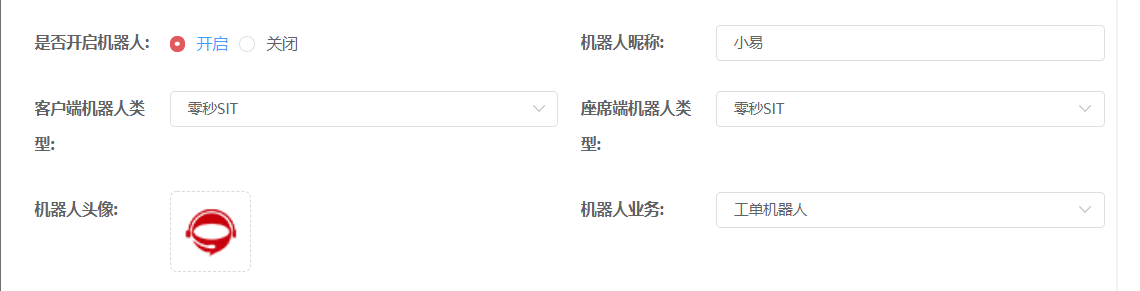 是否开启机器人: 开启 关闭 机器人昵称: 小易
客户端机器人类型: 零秒SIT 座席端机器人类型: 零秒SIT
机器人头像: 机器人业务: 工单机器人